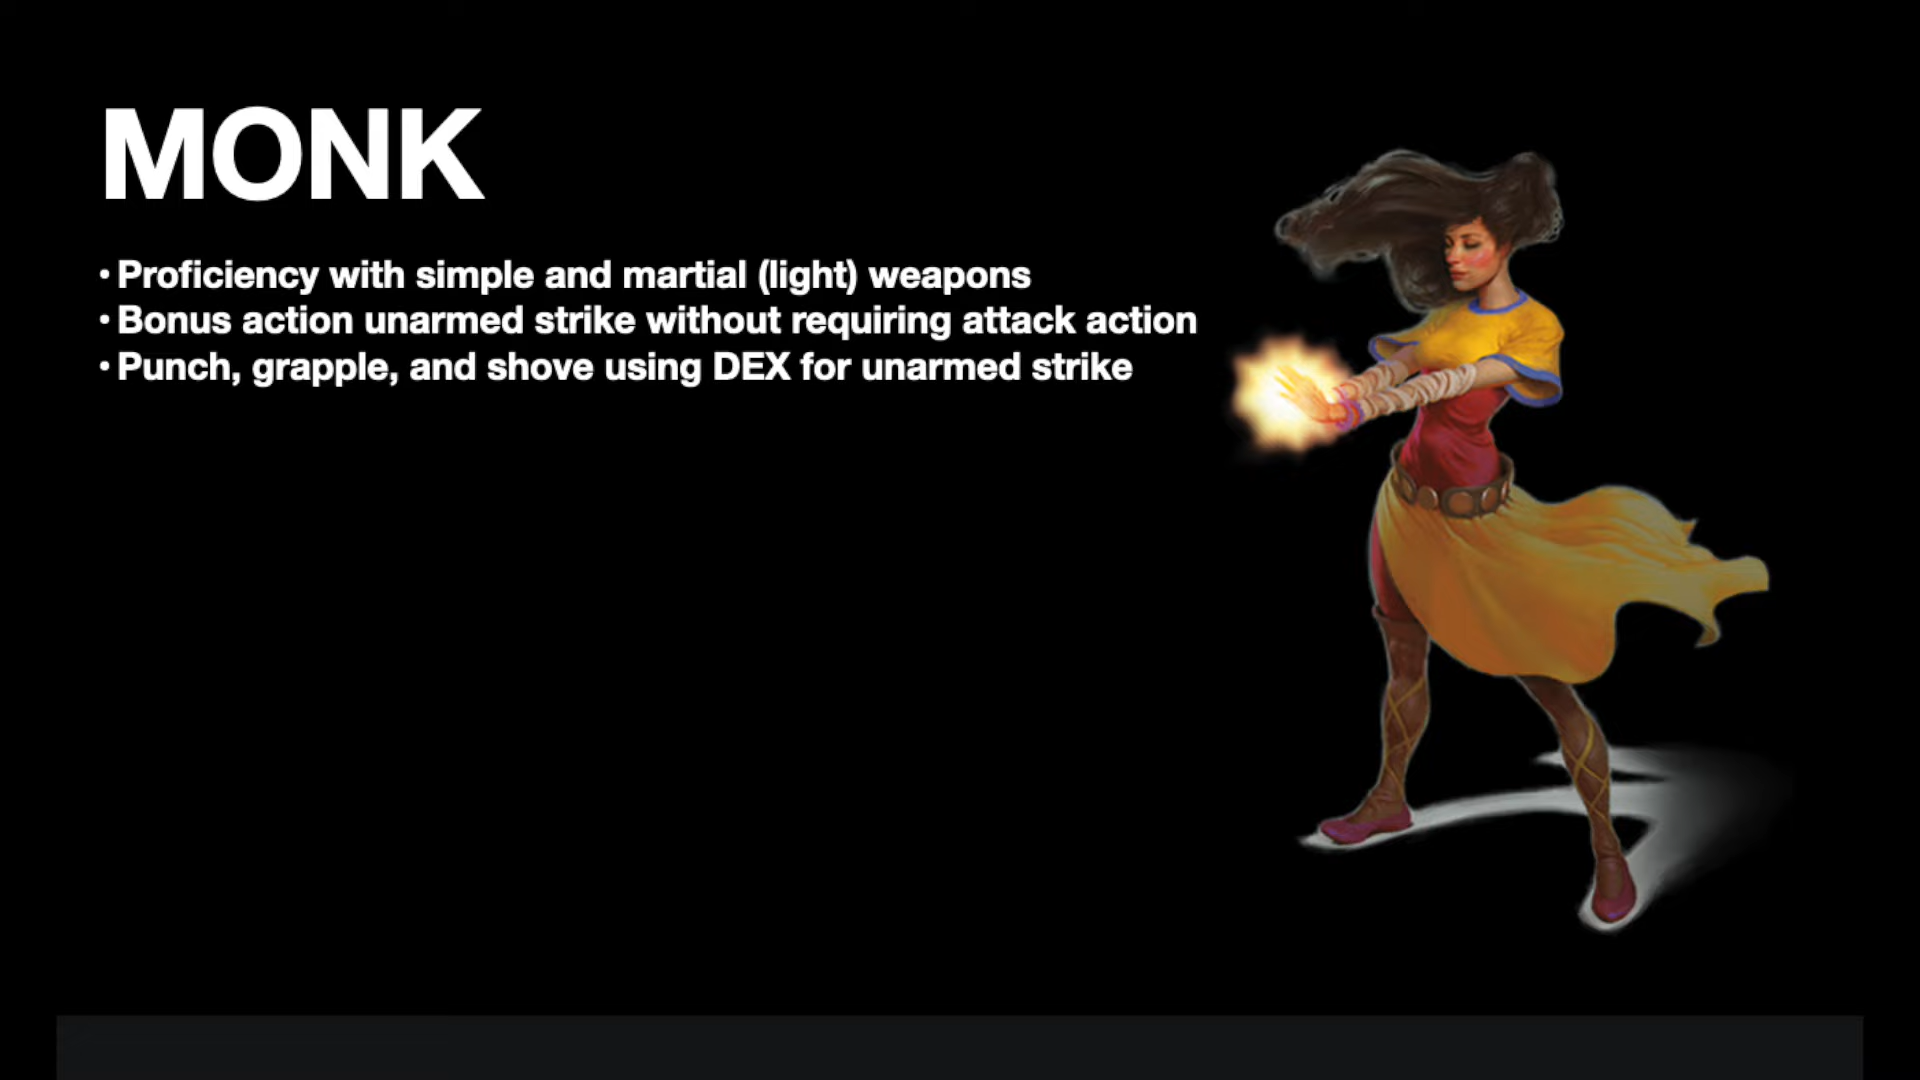 MONK
• Proficiency with simple and martial (light) weapons
• Bonus action unarmed strike without requiring attack action
• Punch, grapple, and shove using DEX for unarmed strike